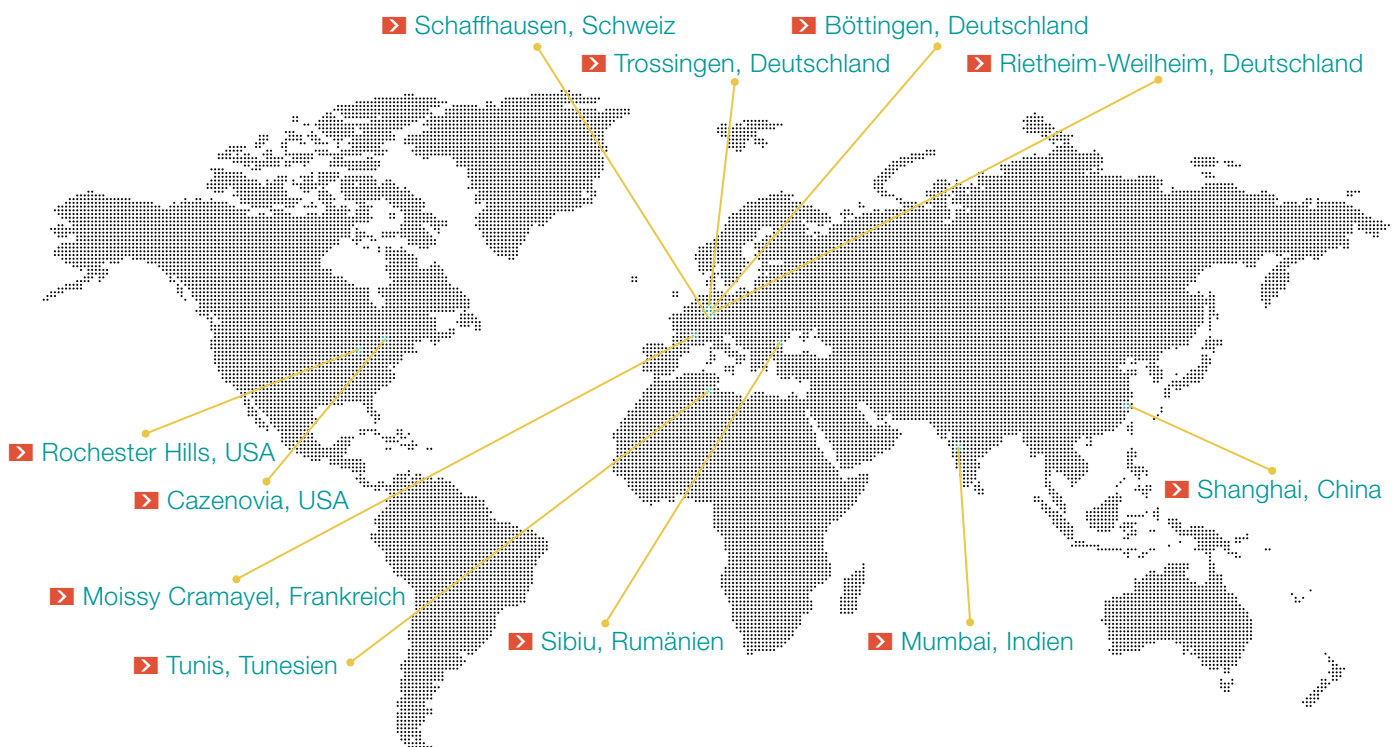 Schaffhausen, Schweiz
Böttingen, Deutschland
Trossingen, Deutschland
Rietheim-Weilheim, Deutschland
Rochester Hills, USA
Cazenovia, USA
Shanghai, China
Moissy Cramayel, Frankreich
Sibiu, Rumänien
Mumbai, Indien
Tunis, Tunesien